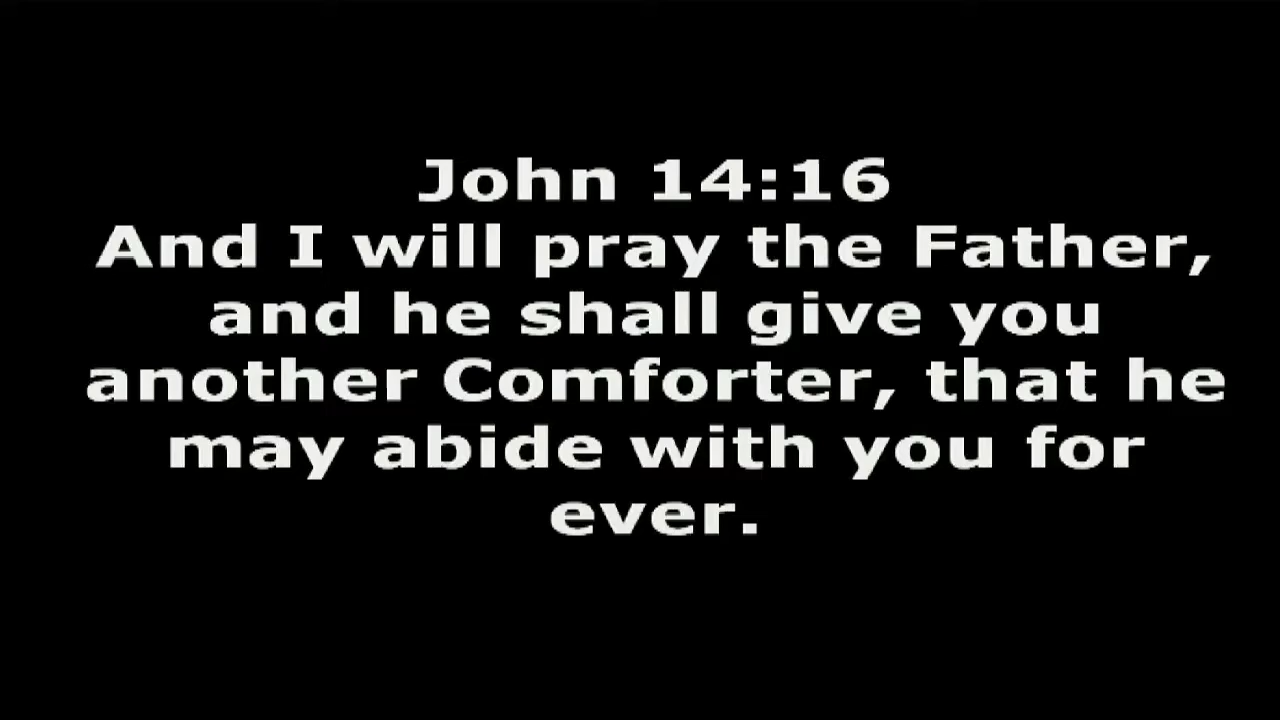 John 14:16
And I will pray the Father,
and he shall give you
another Comforter, that he
may abide with you for
ever.